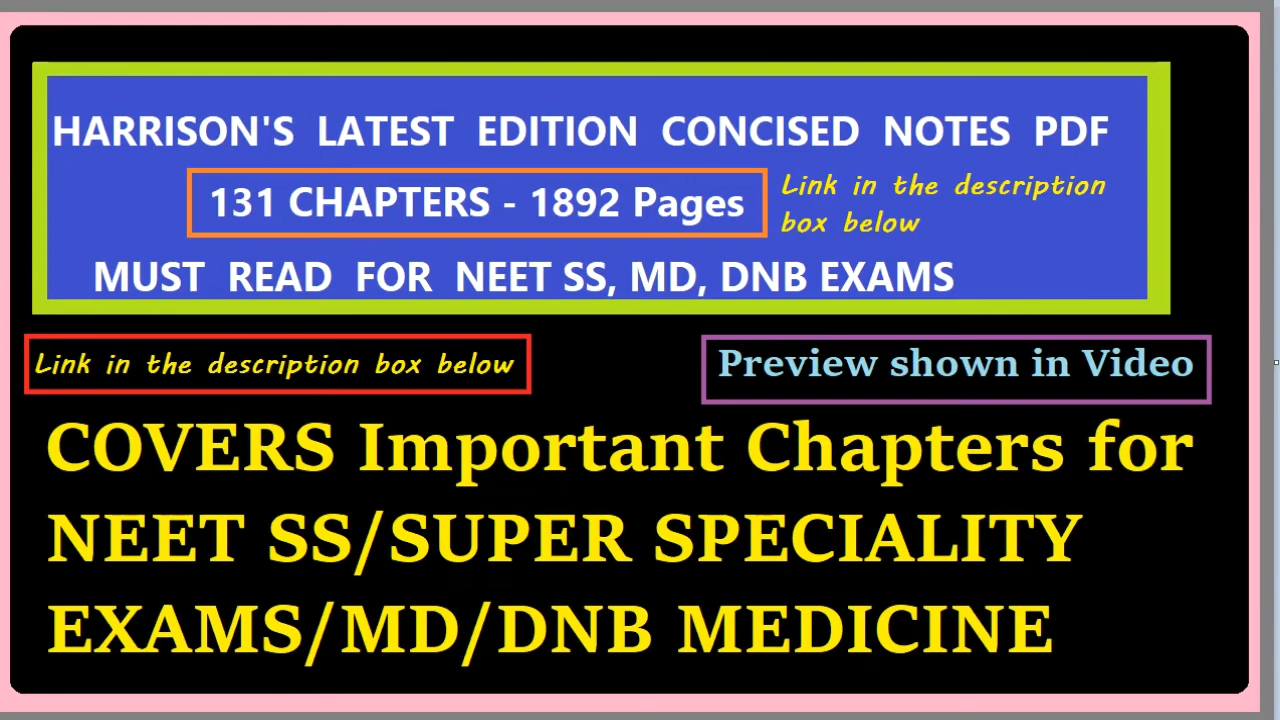 HARRISON'S LATEST EDITION CONCISED NOTES PDF
131 CHAPTERS - 1892 Pages
Link in the description
box below
MUST READ FOR NEET SS, MD, DNB EXAMS
Link in the description box below
Preview shown in Video
COVERS Important Chapters for
NEET SS/SUPER SPECIALITY
EXAMS/MD/DNB MEDICINE